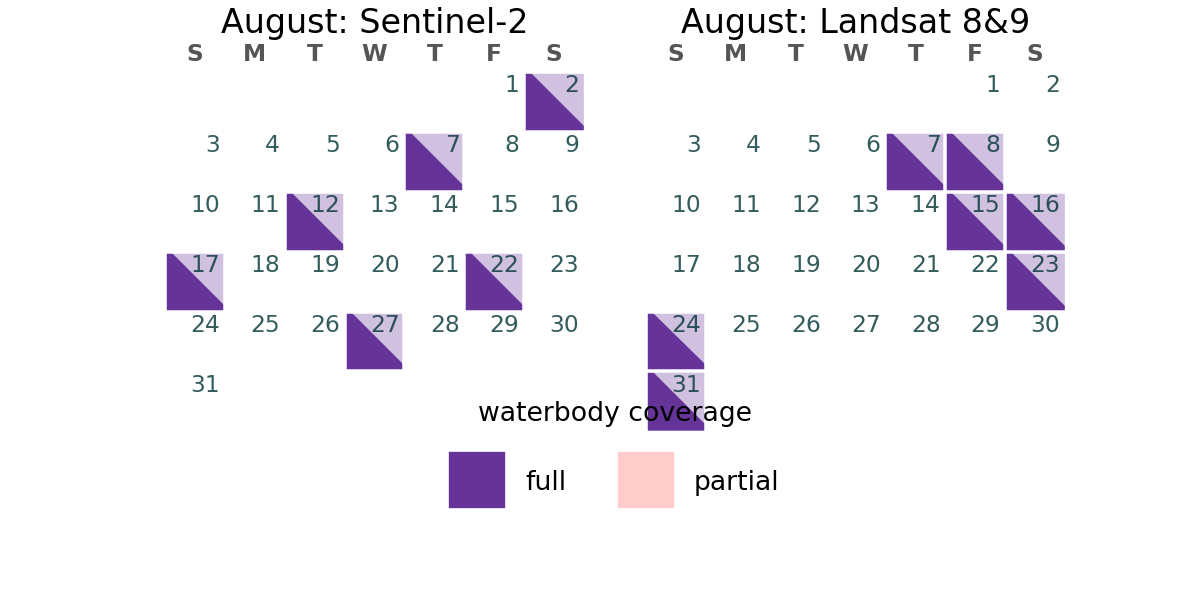 August: Sentinel-2
S M T W T F S
1 2
3 4 5 6 7 8 9
10 11 12 13 14 15 16
17 18 19 20 21 22 23
24 25 26 27 28 29 30
31
August: Landsat 8&9
S M T W T F S
1 2
3 4 5 6 7 8 9
10 11 12 13 14 15 16
17 18 19 20 21 22 23
24 25 26 27 28 29 30
31
waterbody coverage
full partial